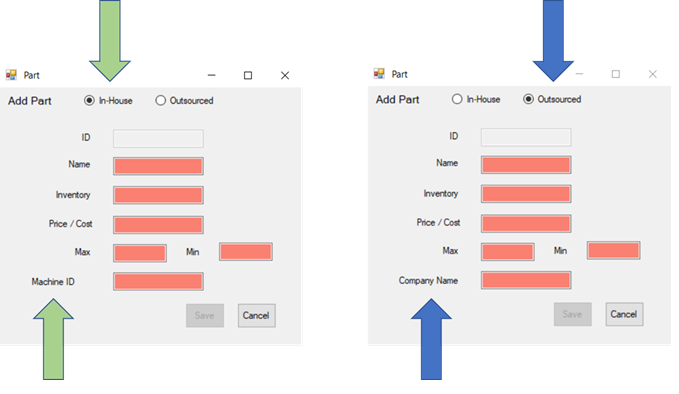 Part
Add Part In-House Outsourced
ID
Name
Inventory
Price / Cost
Max Min
Machine ID
Save Cancel
Part
Add Part In-House Outsourced
ID
Name
Inventory
Price / Cost
Max Min
Company Name
Save Cancel